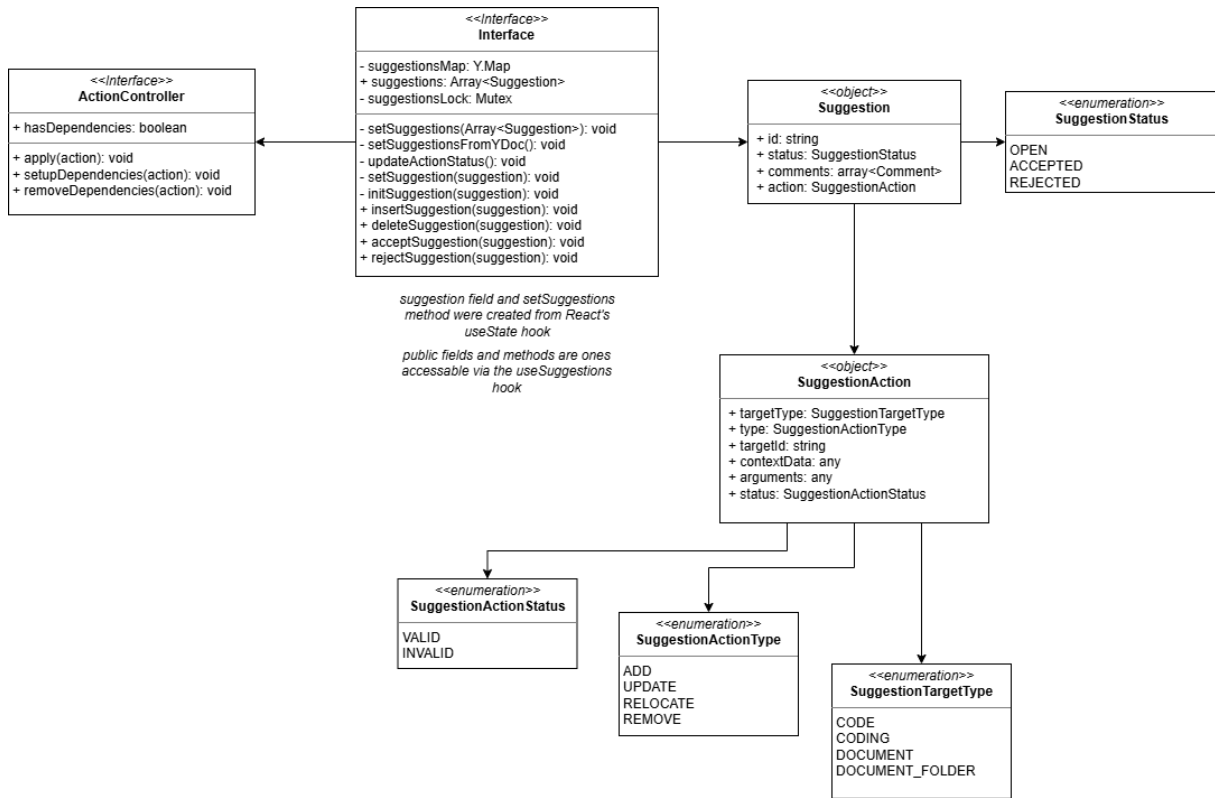 <<Interface>>
Interface
- suggestionsMap: Y.Map
+ suggestions: Array<Suggestion>
- suggestionsLock: Mutex
- setSuggestions(Array<Suggestion>): void
- setSuggestionsFromYDoc(): void
- updateActionStatus(): void
- setSuggestion(suggestion): void
- initSuggestion(suggestion): void
+ insertSuggestion(suggestion): void
+ deleteSuggestion(suggestion): void
+ acceptSuggestion(suggestion): void
+ rejectSuggestion(suggestion): void
<<Interface>>
ActionController
+ hasDependencies: boolean
+ apply(action): void
+ setupDependencies(action): void
+ removeDependencies(action): void
<<object>>
Suggestion
+ id: string
+ status: SuggestionStatus
+ comments: array<Comment>
+ action: SuggestionAction
<<enumeration>>
SuggestionStatus
OPEN
ACCEPTED
REJECTED
suggestion field and setSuggestions
method were created from React's
useState hook
public fields and methods are ones
accessable via the useSuggestions
hook
<<object>>
SuggestionAction
+ targetType: SuggestionTargetType
+ type: SuggestionActionType
+ targetId: string
+ contextData: any
+ arguments: any
+ status: SuggestionActionStatus
<<enumeration>>
SuggestionActionStatus
VALID
INVALID
<<enumeration>>
SuggestionActionType
ADD
UPDATE
RELOCATE
REMOVE
<<enumeration>>
SuggestionTargetType
CODE
CODING
DOCUMENT
DOCUMENT_FOLDER